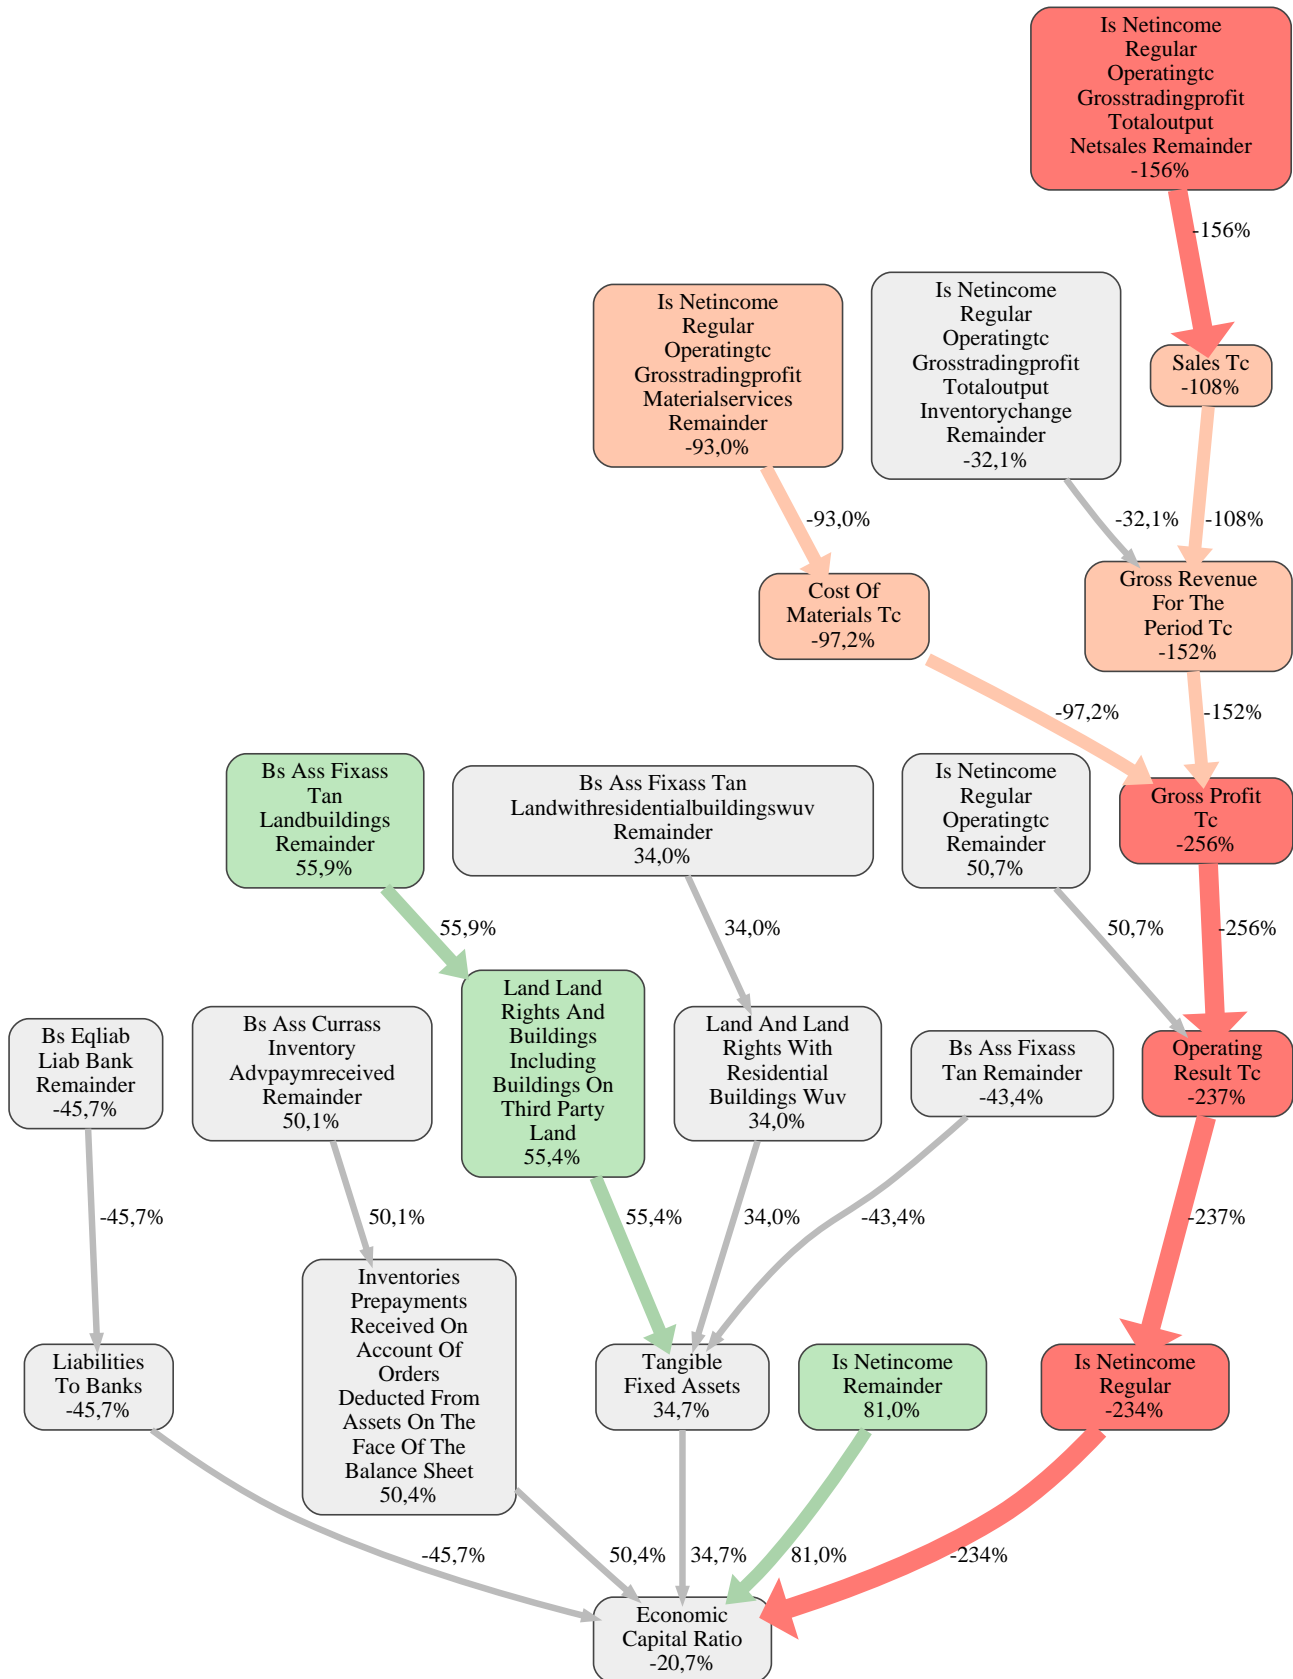 Is Netincome
Regular
Operatingtc
Grosstradingprofit
Totaloutput
Netsales Remainder
-156%
-156%
Is Netincome
Regular
Operatingtc
Grosstradingprofit
Materialservices
Remainder
-93,0%
Is Netincome
Regular
Operatingtc
Grosstradingprofit
Totaloutput
Inventorychange
Remainder
-32,1%
Sales Tc
-108%
-93,0%
-32,1%
-108%
Cost Of
Materials Tc
-97,2%
Gross Revenue
For The
Period Tc
-152%
-97,2%
-152%
Bs Ass Fixass
Tan
Landbuildings
Remainder
55,9%
Bs Ass Fixass Tan
Landwithresidentialbuildingswuv
Remainder
34,0%
Is Netincome
Regular
Operatingtc
Remainder
50,7%
Gross Profit
Tc
-256%
55,9%
34,0%
50,7%
-256%
Bs Eqliab
Liab Bank
Remainder
-45,7%
Bs Ass Currass
Inventory
Advpaymreceived
Remainder
50,1%
Land Land
Rights And
Buildings
Including
Buildings On
Third Party
Land
55,4%
Land And Land
Rights With
Residential
Buildings Wuv
34,0%
Bs Ass Fixass
Tan Remainder
-43,4%
Operating
Result Tc
-237%
-45,7%
50,1%
55,4%
34,0%
-43,4%
-237%
Liabilities
To Banks
-45,7%
Inventories
Prepayments
Received On
Account Of
Orders
Deducted From
Assets On The
Face Of The
Balance Sheet
50,4%
Tangible
Fixed Assets
34,7%
Is Netincome
Remainder
81,0%
Is Netincome
Regular
-234%
-45,7%
50,4%
34,7%
81,0%
-234%
Economic
Capital Ratio
-20,7%